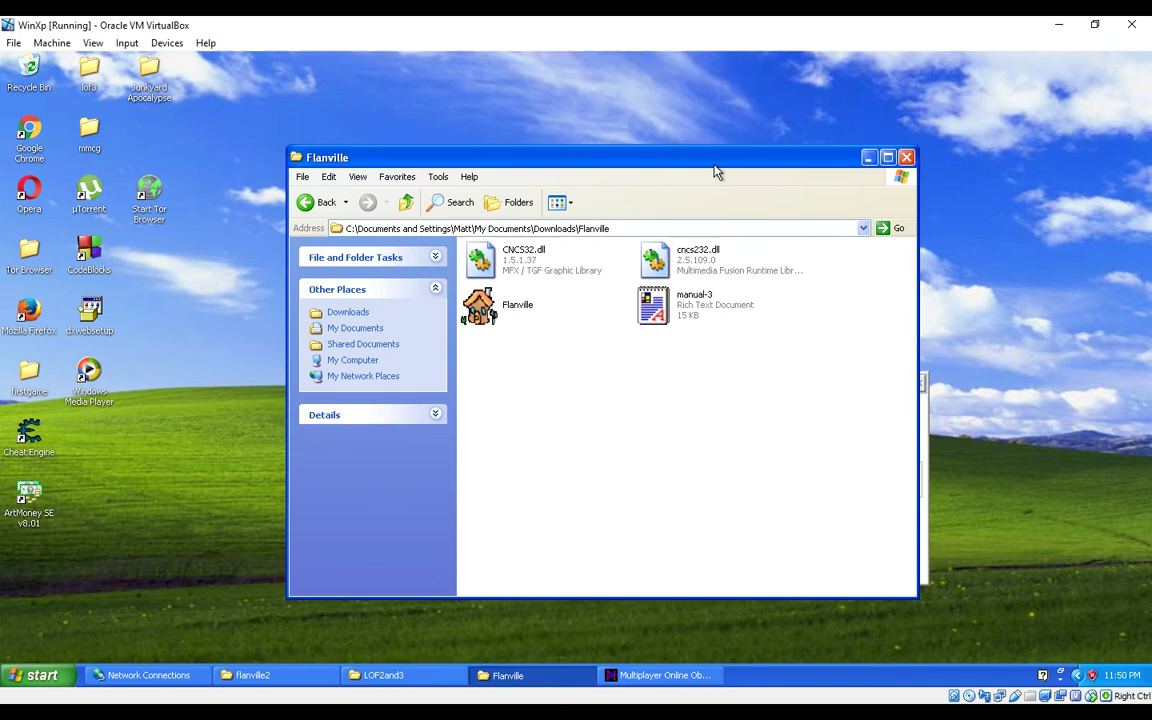 WinXp [Running] - Oracle VM VirtualBox
File Machine View Input Devices Help
Recycle Bin
lof3
Junkyard
Apocalypse
Google
Chrome
mmcg
Opera
µTorrent
Start Tor
Browser
Tor Browser
CodeBlocks
Mozilla Firefox
dxwebsetup
firstgame
Windows
Media Player
Cheat Engine
ArtMoney SE
v8.01
Flanville
File Edit View Favorites Tools Help
Back
Search
Folders
Address C:\Documents and Settings\Matt\My Documents\Downloads\Flanville
Go
File and Folder Tasks
Other Places
Downloads
My Documents
Shared Documents
My Computer
My Network Places
Details
CNCS32.dll
1.5.1.37
MFX / TGF Graphic Library
cncs232.dll
2.5.109.0
Multimedia Fusion Runtime Libr...
Flanville
manual-3
Rich Text Document
15 KB
start
Network Connections
flanville2
LOF2and3
Flanville
Multiplayer Online Ob...
11:50 PM
Right Ctrl